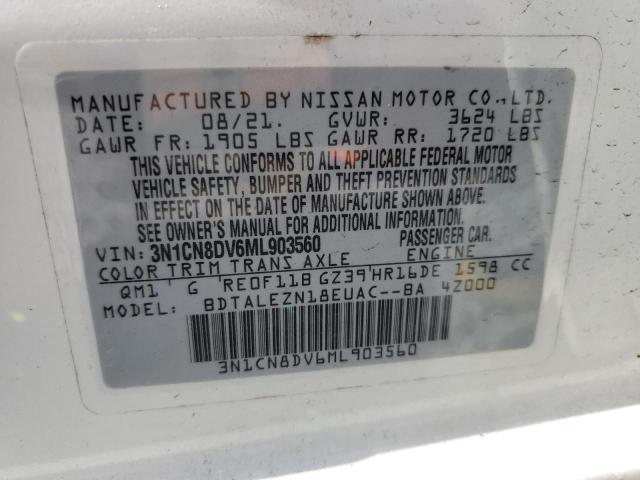 MANUFACTURED BY NISSAN MOTOR CO.,LTD.
DATE: 08/21. GVWR: 3624 LBS
GAWR FR: 1905 LBS GAWR RR: 1720 LBS
THIS VEHICLE CONFORMS TO ALL APPLICABLE FEDERAL MOTOR
VEHICLE SAFETY, BUMPER AND THEFT PREVENTION STANDARDS
IN EFFECT ON THE DATE OF MANUFACTURE SHOWN ABOVE.
SEE OWNER'S MANUAL FOR ADDITIONAL INFORMATION.
VIN: 3N1CN8DV6ML903560 PASSENGER CAR.
COLOR TRIM TRANS AXLE ENGINE
QM1 G RE0F11B GZ39 HR16DE 1598 CC
BDTALEZN18EUAC--BA 4Z000
3N1CN8DV6ML903560